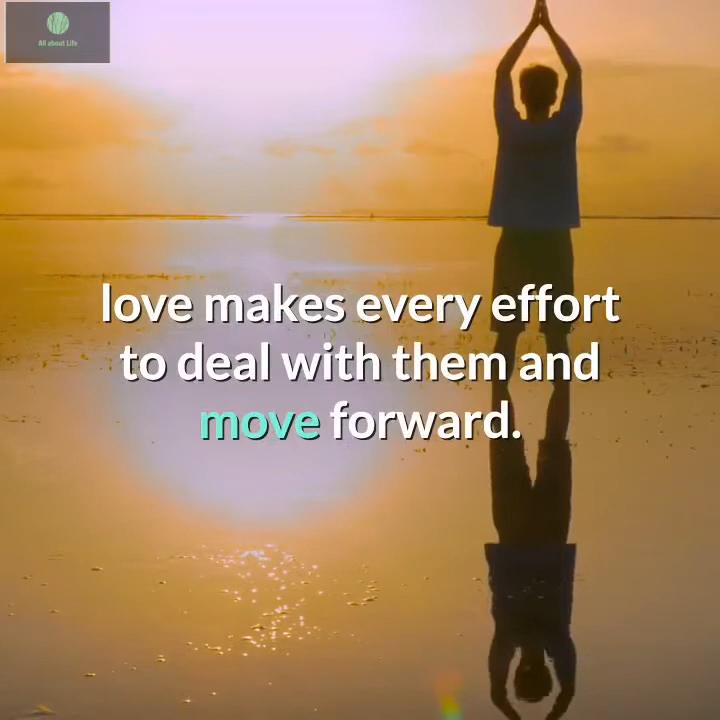 All about Life
love makes every effort
to deal with them and
move forward.